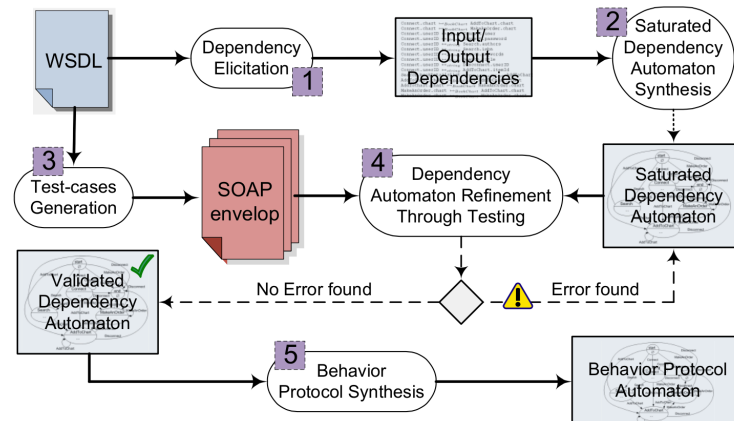 WSDL
Dependency
Elicitation
1
Input/
Output
Dependencies
2
Saturated
Dependency
Automaton
Synthesis
3
Test-cases
Generation
SOAP
envelop
4
Dependency
Automaton Refinement
Through Testing
Saturated
Dependency
Automaton
Validated
Dependency
Automaton
No Error found
Error found
5
Behavior
Protocol Synthesis
Behavior Protocol
Automaton